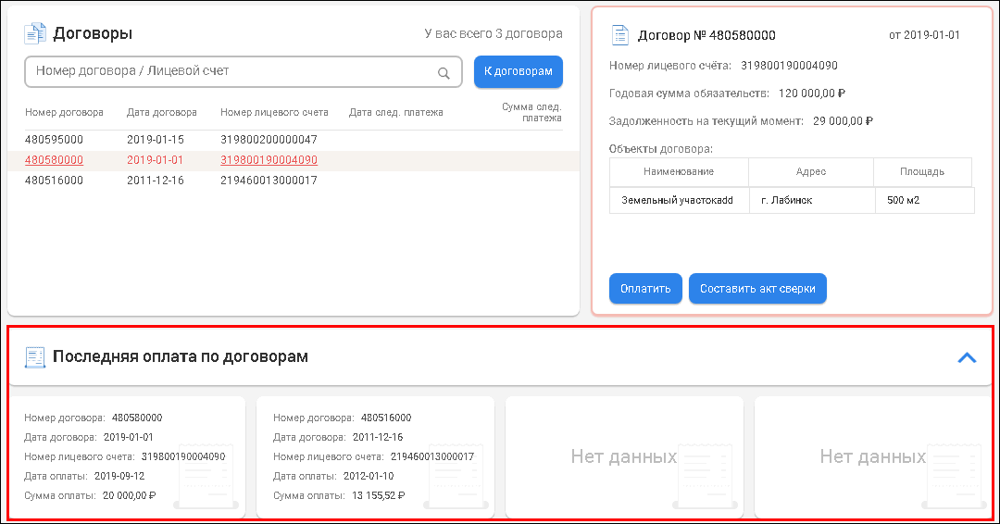 Договоры
У вас всего 3 договора
Номер договора / Лицевой счет
К договорам
Номер договора Дата договора Номер лицевого счета Дата след. платежа Сумма след. платежа
480595000 2019-01-15 319800200000047
480580000 2019-01-01 319800190004090
480516000 2011-12-16 219460013000017
Договор № 480580000 от 2019-01-01
Номер лицевого счёта: 319800190004090
Годовая сумма обязательств: 120 000,00 ₽
Задолженность на текущий момент: 29 000,00 ₽
Объекты договора:
Наименование Адрес Площадь
Земельный участокadd г. Лабинск 500 м2
Оплатить Составить акт сверки
Последняя оплата по договорам
Номер договора: 480580000
Дата договора: 2019-01-01
Номер лицевого счета: 319800190004090
Дата оплаты: 2019-09-12
Сумма оплаты: 20 000,00 ₽
Номер договора: 480516000
Дата договора: 2011-12-16
Номер лицевого счета: 219460013000017
Дата оплаты: 2012-01-10
Сумма оплаты: 13 155,52 ₽
Нет данных
Нет данных